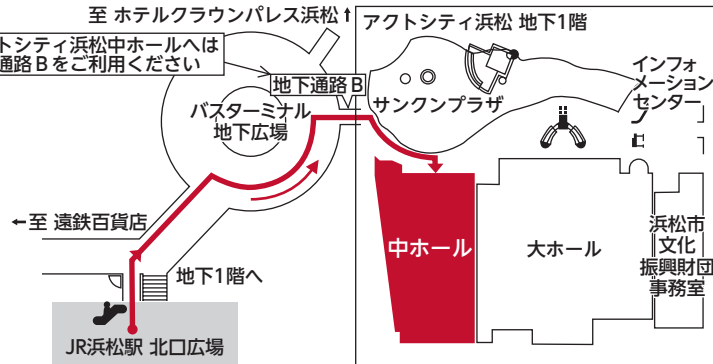 至 ホテルクラウンパレス浜松
アクトシティ浜松 地下1階
トシティ浜松中ホールへは
通路Bをご利用ください
地下通路B
バスターミナル
地下広場
サンクンプラザ
インフォ
メーション
センター
←至 遠鉄百貨店
中ホール
大ホール
浜松市
文化
振興財団
事務室
地下1階へ
JR浜松駅 北口広場